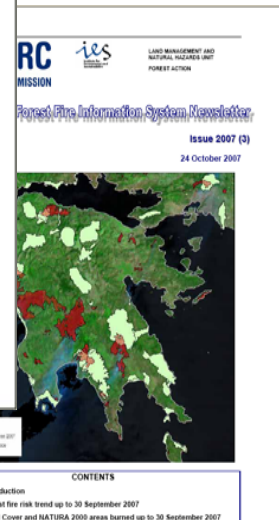 RC
MISSION
ies
LAND MANAGEMENT AND
NATURAL HAZARDS UNIT
FOREST ACTION
Forest Fire Information System Newsletter
Issue 2007 (3)
24 October 2007
CONTENTS
duction
st fire risk trend up to 30 September 2007
Cover and NATURA 2000 areas burned up to 30 September 2007